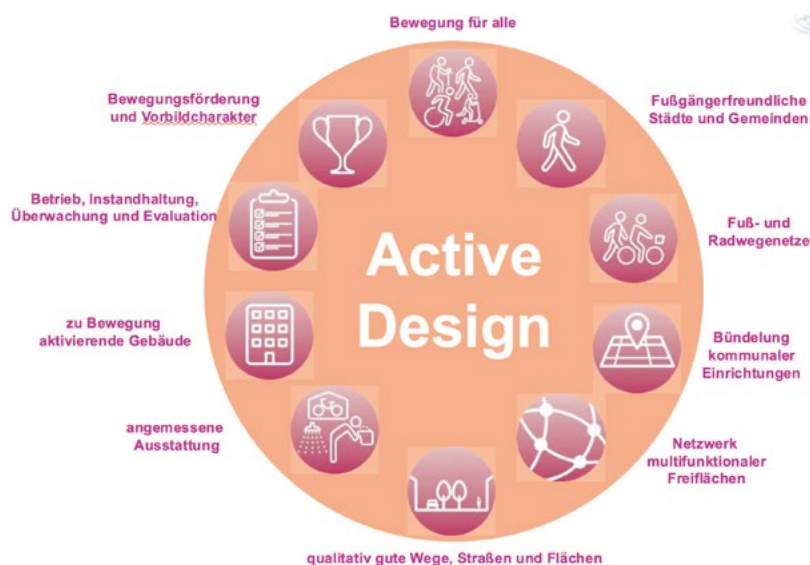 Bewegung für alle
Fußgängerfreundliche
Städte und Gemeinden
Fuß- und
Radwegenetze
Bündelung
kommunaler
Einrichtungen
Netzwerk
multifunktionaler
Freiflächen
qualitativ gute Wege, Straßen und Flächen
angemessene
Ausstattung
zu Bewegung
aktivierende Gebäude
Betrieb, Instandhaltung,
Überwachung und Evaluation
Bewegungsförderung
und Vorbildcharakter
Active
Design